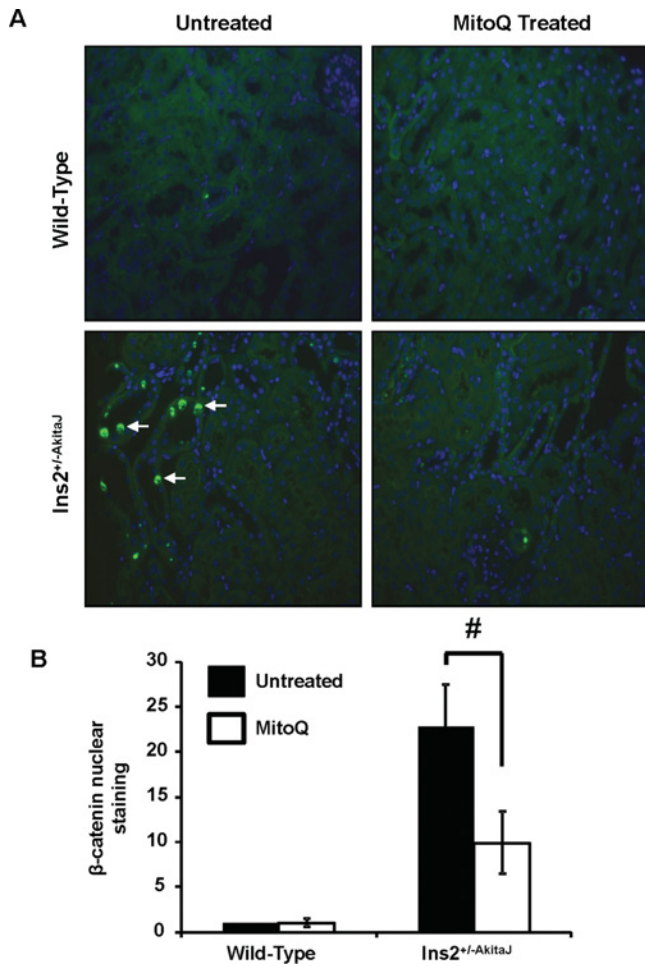 A
Untreated
MitoQ Treated
Wild-Type
Ins2+/-AkitaJ
B
#
β-catenin nuclear
staining
30
25
20
15
10
5
0
Untreated
MitoQ
Wild-Type
Ins2+/-AkitaJ